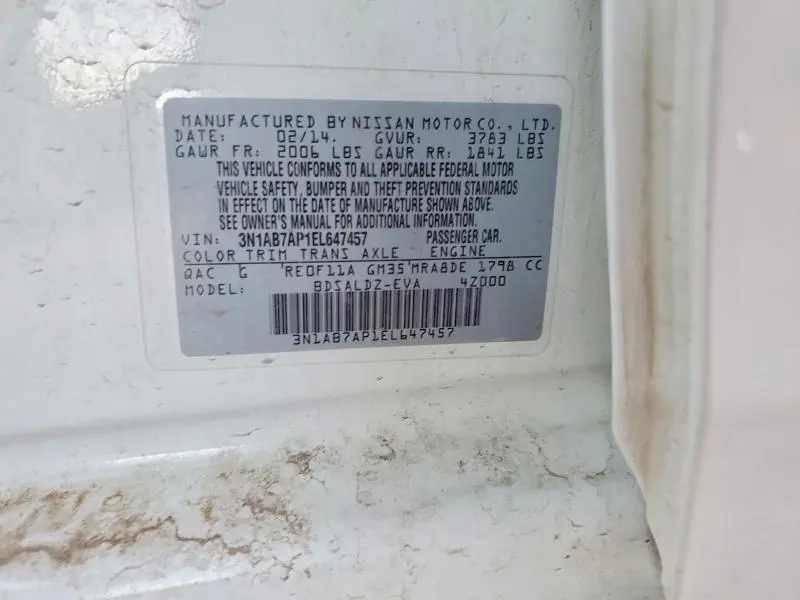 MANUFACTURED BY NISSAN MOTOR CO., LTD.
DATE: 02/14. GVWR: 3783 LBS
GAWR FR: 2006 LBS GAWR RR: 1841 LBS
THIS VEHICLE CONFORMS TO ALL APPLICABLE FEDERAL MOTOR
VEHICLE SAFETY, BUMPER AND THEFT PREVENTION STANDARDS
IN EFFECT ON THE DATE OF MANUFACTURE SHOWN ABOVE.
SEE OWNER'S MANUAL FOR ADDITIONAL INFORMATION.
VIN: 3N1AB7AP1EL647457 PASSENGER CAR.
COLOR TRIM TRANS AXLE ENGINE
QAC G 'RE0F11A GM35'MRA8DE 1798 CC
MODEL: BDSALDZ-EVA 4Z000
3N1AB7AP1EL647457